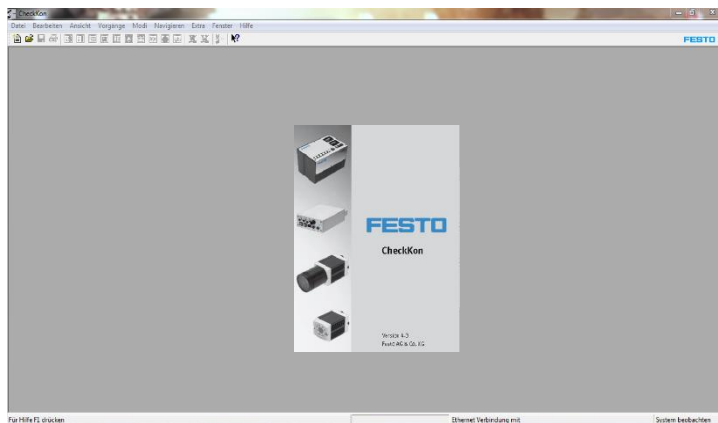 CheckKon
Datei Bearbeiten Ansicht Vorgänge Modi Navigieren Extra Fenster Hilfe
FESTO
FESTO
CheckKon
Version 4.3
Festo AG & Co. KG
Für Hilfe F1 drücken
Ethernet Verbindung mit
System beobachten